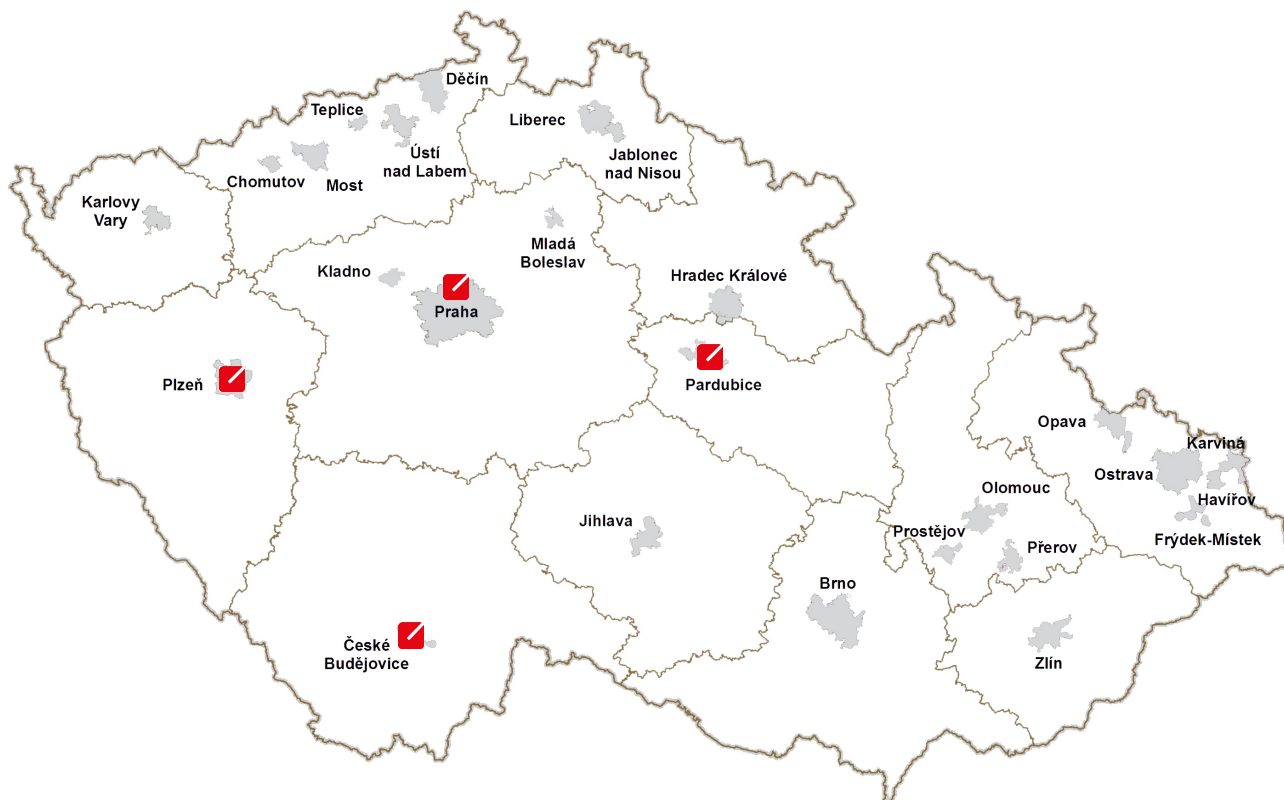 Děčín
Teplice
Liberec
Ústí
nad Labem
Jablonec
nad Nisou
Chomutov
Most
Karlovy
Vary
Mladá
Boleslav
Kladno
Hradec Králové
Praha
Plzeň
Pardubice
Opava
Karviná
Ostrava
Olomouc
Havířov
Jihlava
Prostějov
Frýdek-Místek
Přerov
Brno
České
Budějovice
Zlín